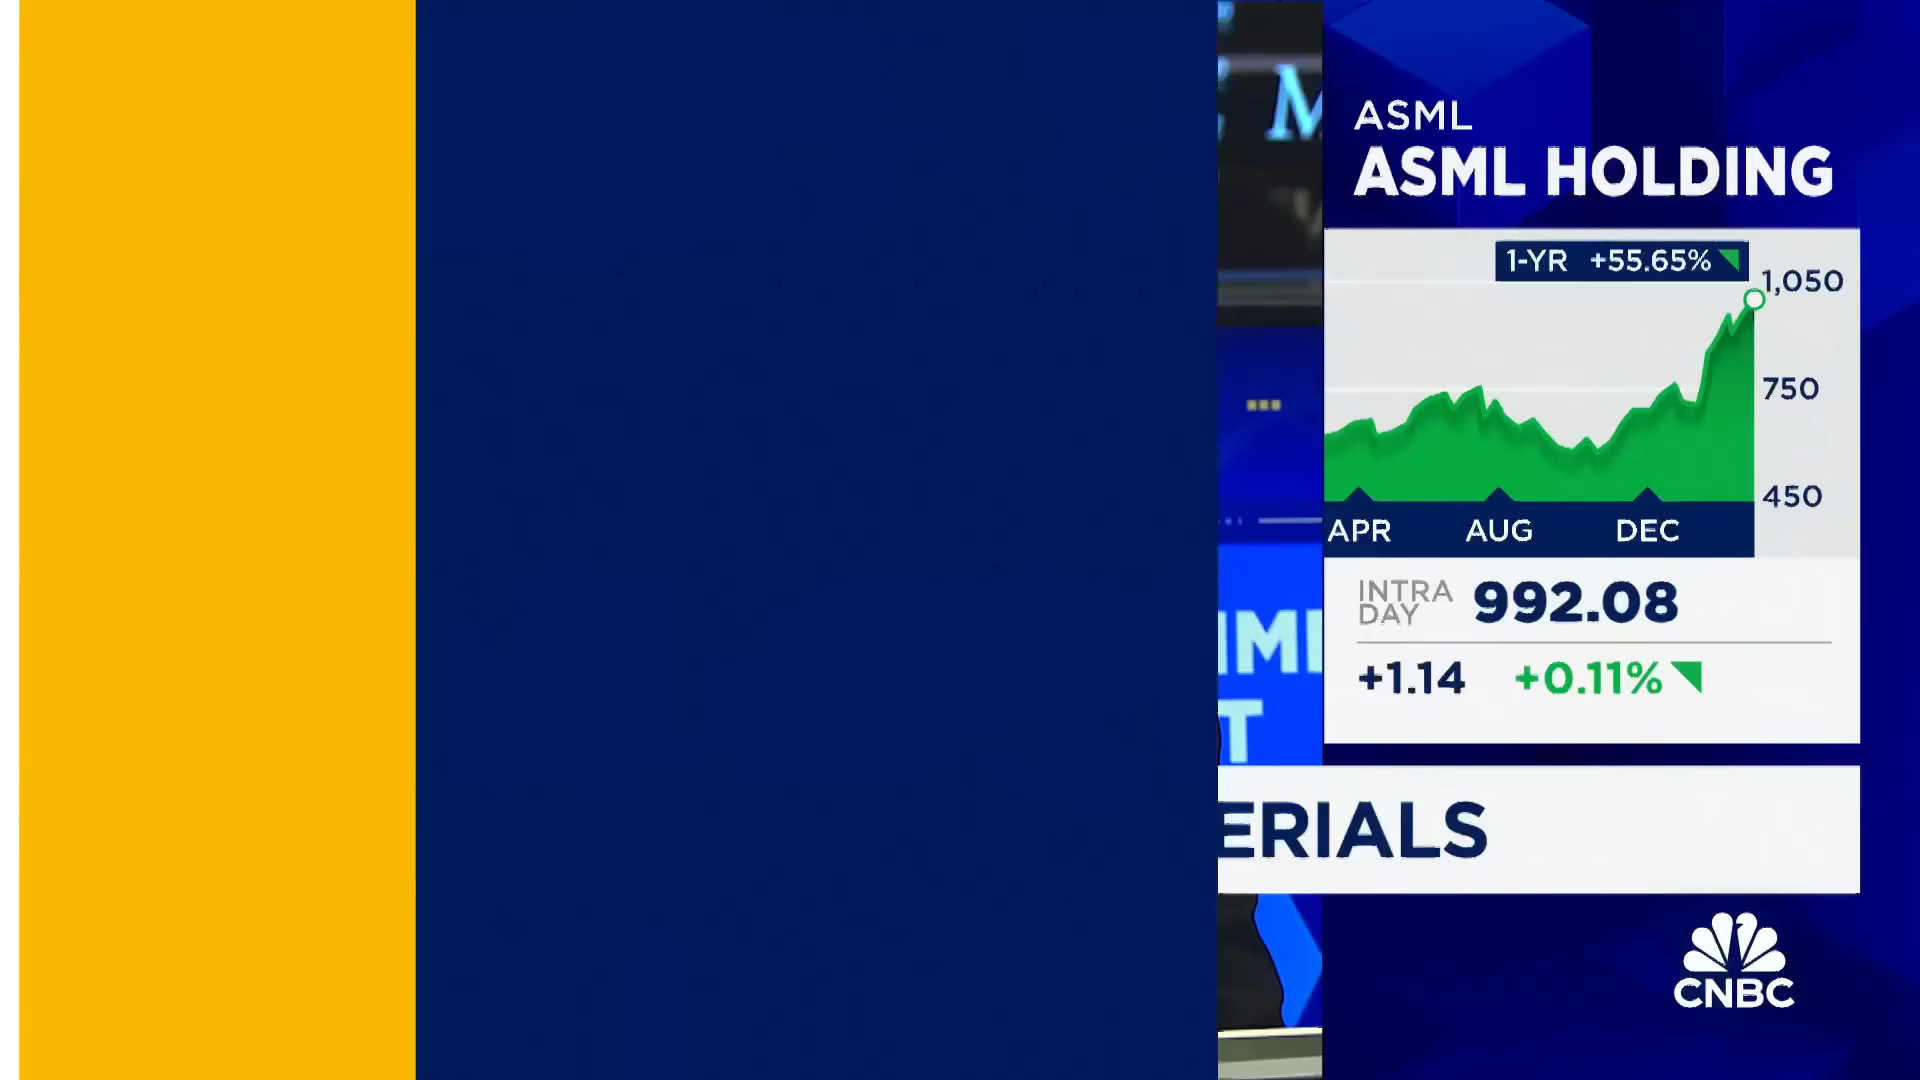 ASML
ASML HOLDING
1-YR +55.65%
1,050
750
450
APR AUG DEC
INTRA DAY 992.08
+1.14 +0.11%
ERIALS
CNBC
M
T